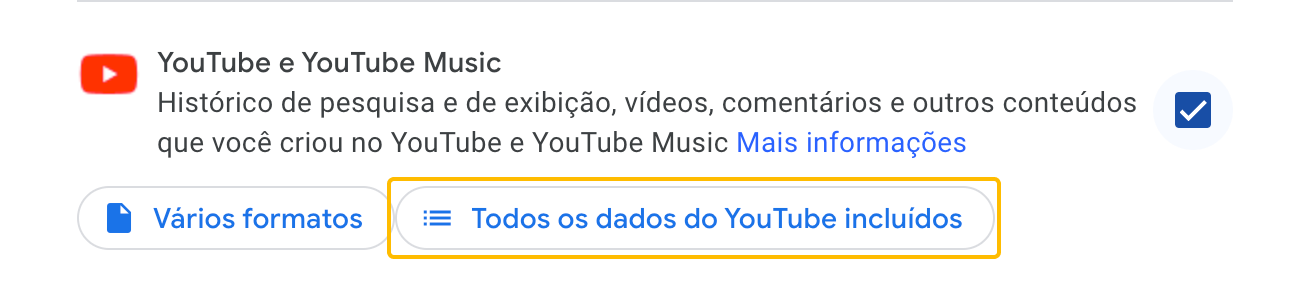 YouTube e YouTube Music
Histórico de pesquisa e de exibição, vídeos, comentários e outros conteúdos
que você criou no YouTube e YouTube Music Mais informações
Vários formatos
Todos os dados do YouTube incluídos